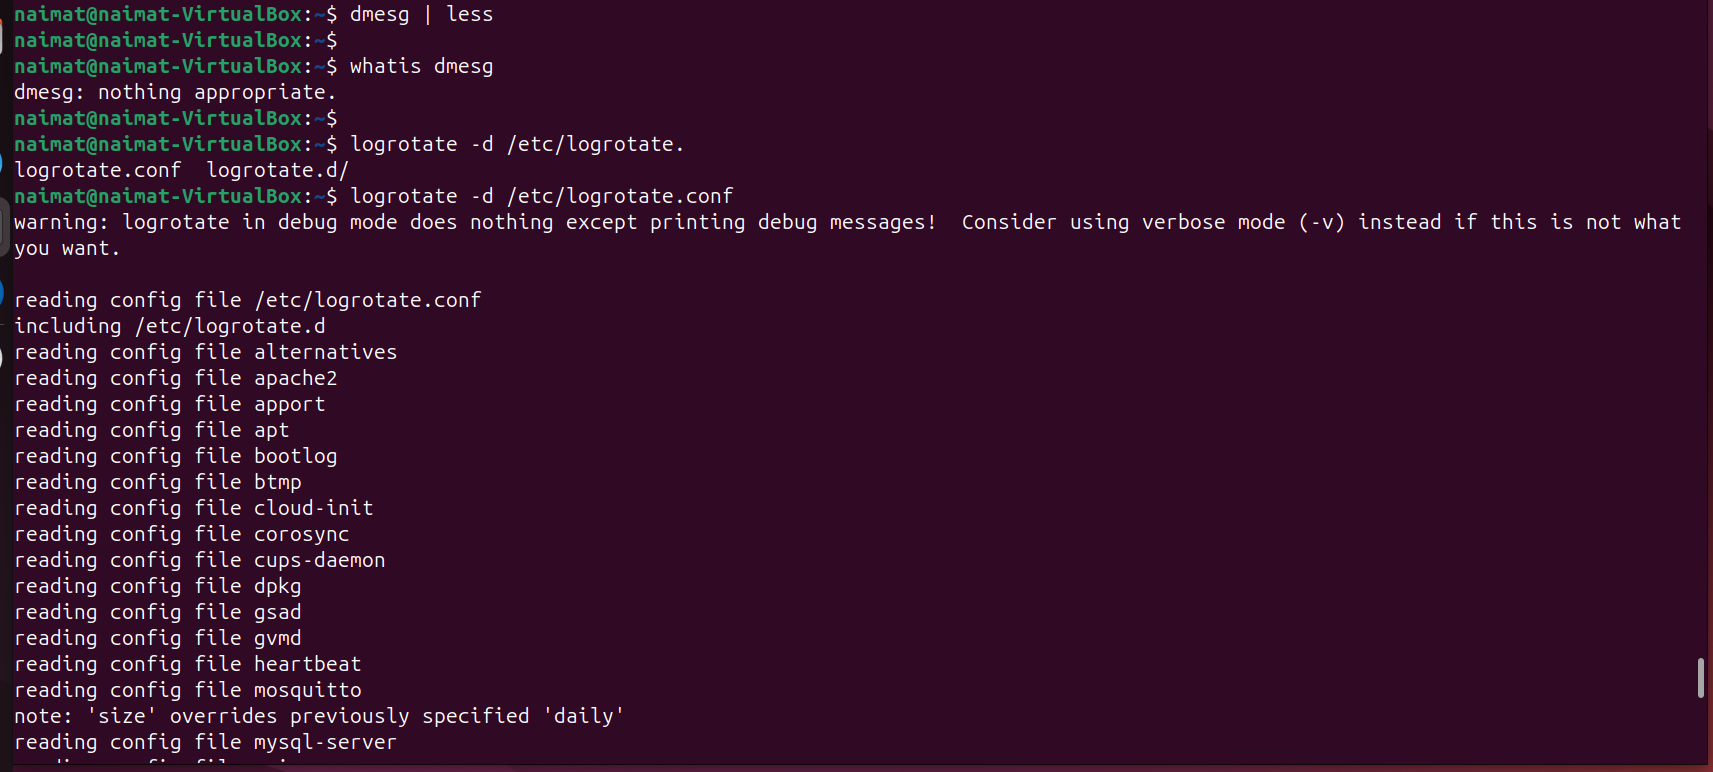 naimat@naimat-VirtualBox:~$ dmesg | less
naimat@naimat-VirtualBox:~$
naimat@naimat-VirtualBox:~$ whatis dmesg
dmesg: nothing appropriate.
naimat@naimat-VirtualBox:~$
naimat@naimat-VirtualBox:~$ logrotate -d /etc/logrotate.
logrotate.conf  logrotate.d/
naimat@naimat-VirtualBox:~$ logrotate -d /etc/logrotate.conf
warning: logrotate in debug mode does nothing except printing debug messages!  Consider using verbose mode (-v) instead if this is not what
you want.
reading config file /etc/logrotate.conf
including /etc/logrotate.d
reading config file alternatives
reading config file apache2
reading config file apport
reading config file apt
reading config file bootlog
reading config file btmp
reading config file cloud-init
reading config file corosync
reading config file cups-daemon
reading config file dpkg
reading config file gsad
reading config file gvmd
reading config file heartbeat
reading config file mosquitto
note: 'size' overrides previously specified 'daily'
reading config file mysql-server